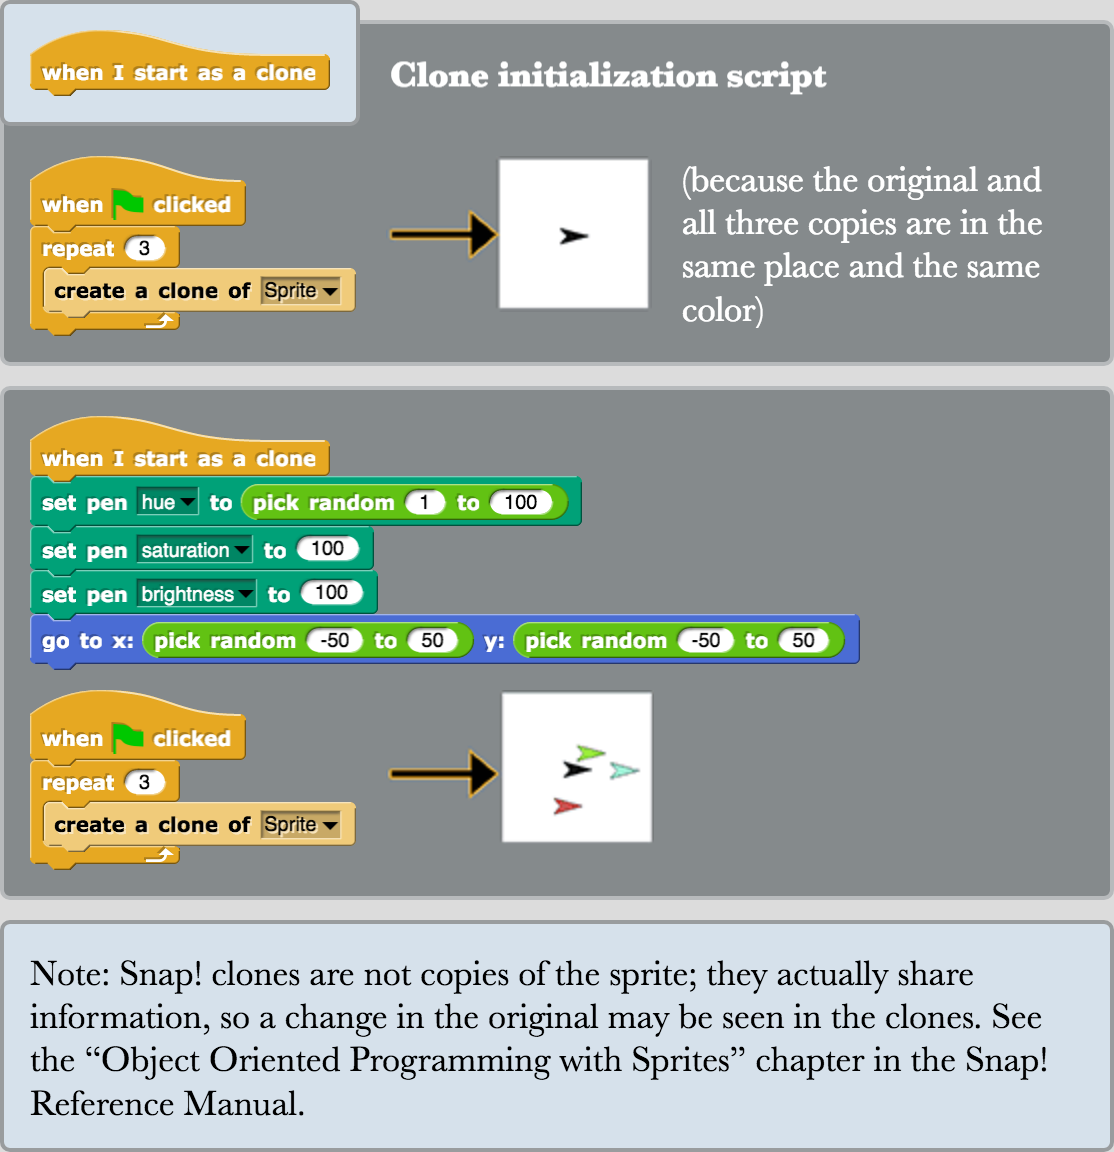 when I start as a clone
Clone initialization script
when clicked
repeat 3
create a clone of Sprite
(because the original and
all three copies are in the
same place and the same
color)
when I start as a clone
set pen hue to pick random 1 to 100
set pen saturation to 100
set pen brightness to 100
go to x: pick random -50 to 50 y: pick random -50 to 50
when clicked
repeat 3
create a clone of Sprite
Note: Snap! clones are not copies of the sprite; they actually share
information, so a change in the original may be seen in the clones. See
the “Object Oriented Programming with Sprites” chapter in the Snap!
Reference Manual.